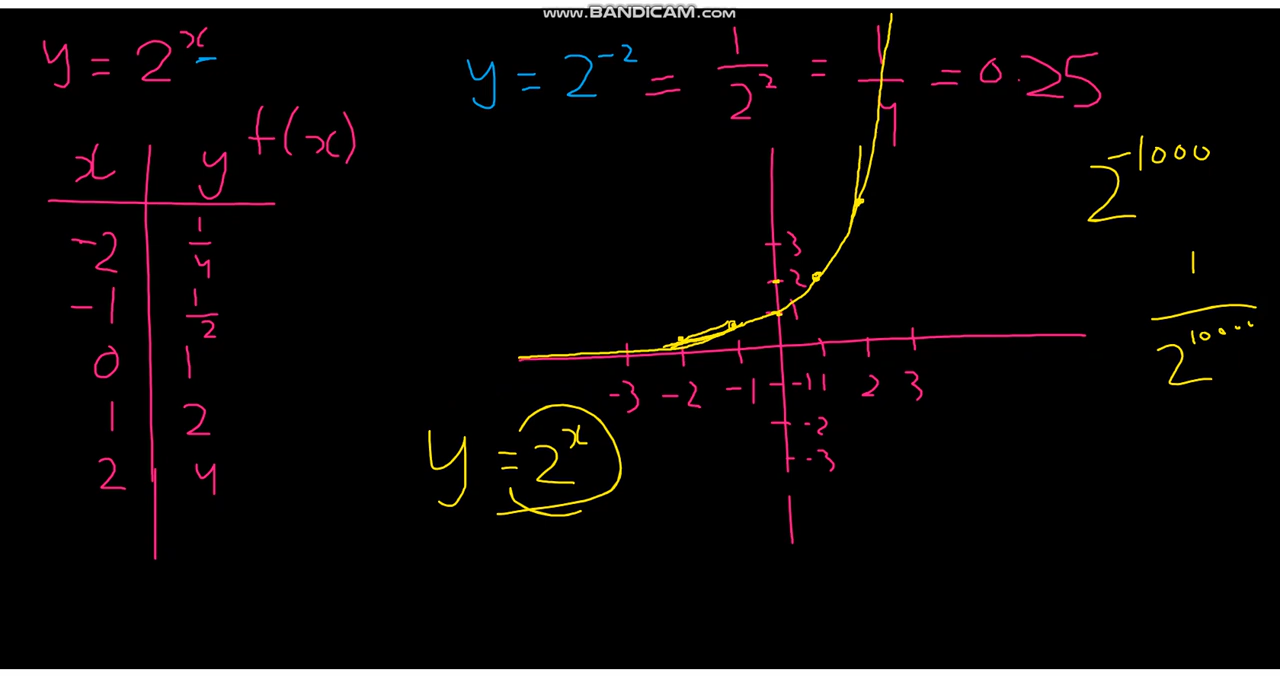 www.BANDICAM.com
y = 2^x
y = 2^-2 = 1/2^2 = 1/4 = 0.25
x | y f(x)
-2 | 1/4
-1 | 1/2
0 | 1
1 | 2
2 | 4
2^-1000
1/2^10000...
3
2
1
-3 -2 -1 1 2 3
-1
-2
-3
y = 2^x